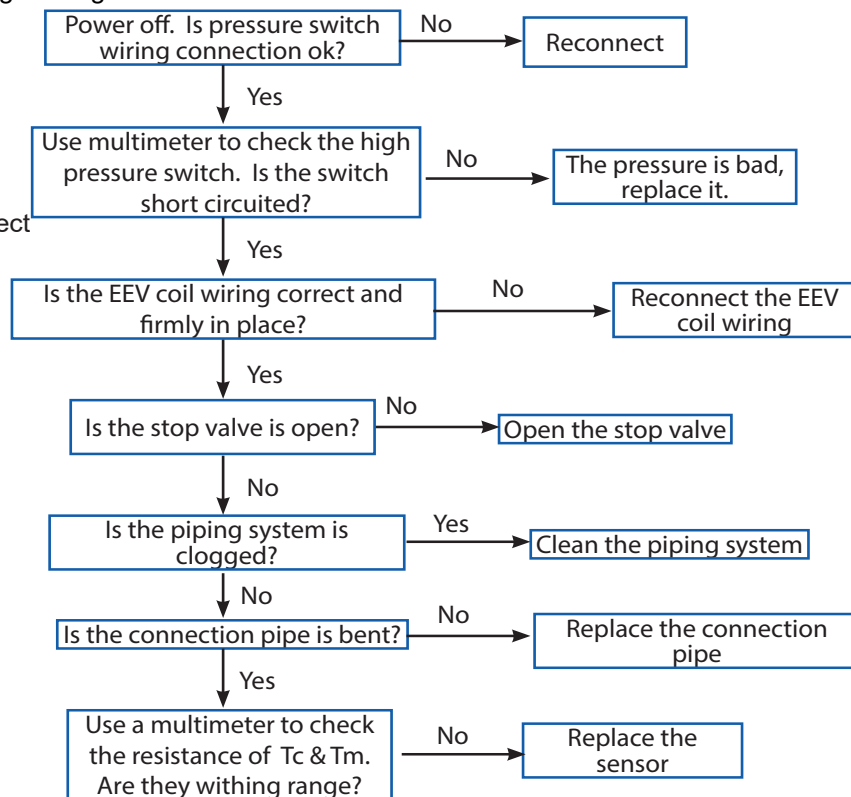 Power off. Is pressure switch
wiring connection ok?
No
Reconnect
Yes
Use multimeter to check the high
pressure switch. Is the switch
short circuited?
No
The pressure is bad,
replace it.
ect
Yes
Is the EEV coil wiring correct and
firmly in place?
No
Reconnect the EEV
coil wiring
Yes
Is the stop valve is open?
No
Open the stop valve
No
Is the piping system is
clogged?
Yes
Clean the piping system
No
Is the connection pipe is bent?
No
Replace the connection
pipe
Yes
Use a multimeter to check
the resistance of Tc & Tm.
Are they withing range?
No
Replace the
sensor